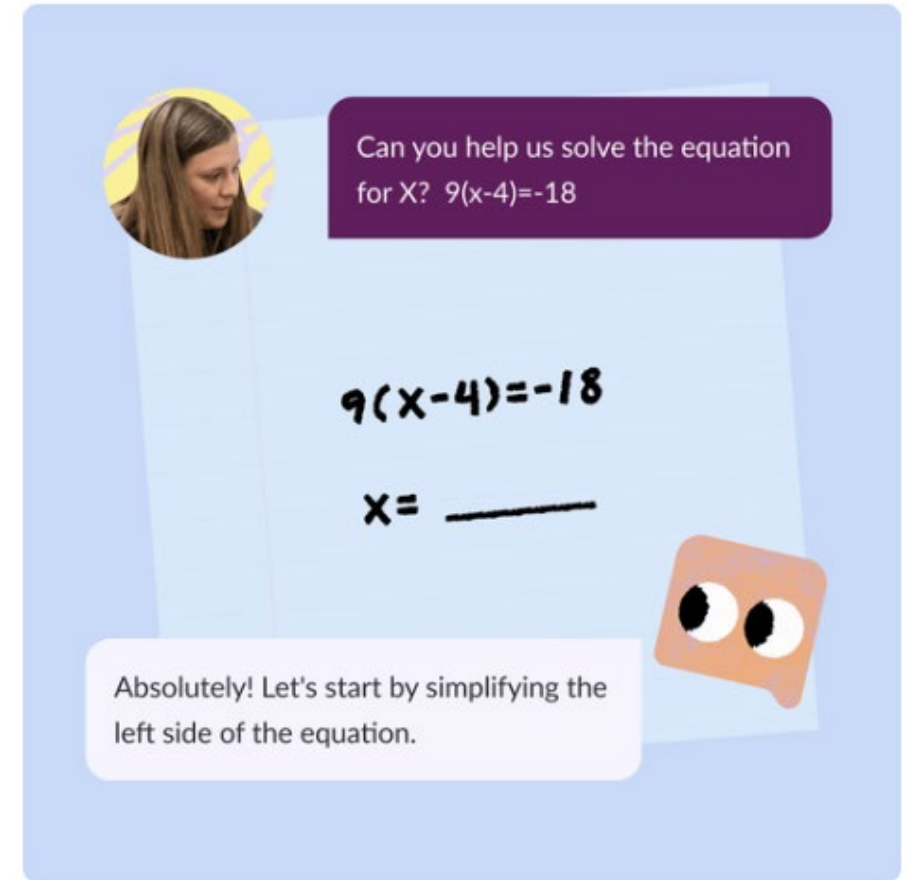 Can you help us solve the equation
for X?  9(x-4)=-18
9(x-4)=-18
x= ______
Absolutely! Let's start by simplifying the
left side of the equation.